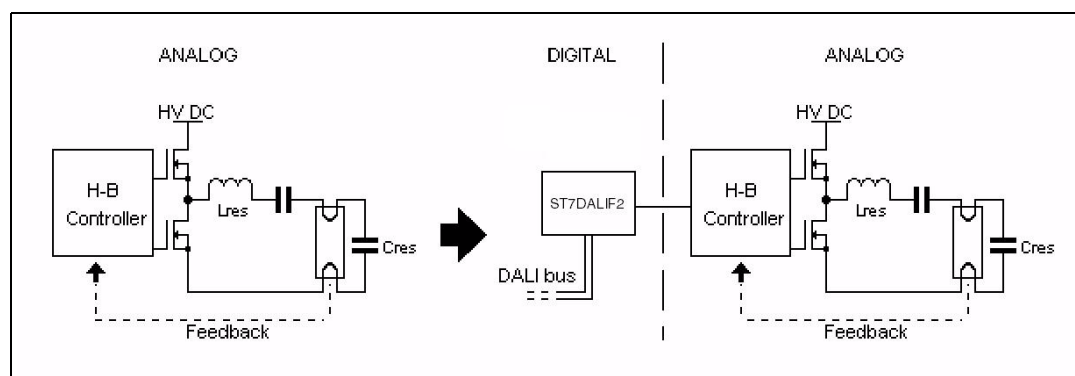 ANALOG
DIGITAL
ANALOG
HV DC
H-B
Controller
Lres
Cres
Feedback
ST7DALIF2
DALI bus
HV DC
H-B
Controller
Lres
Cres
Feedback